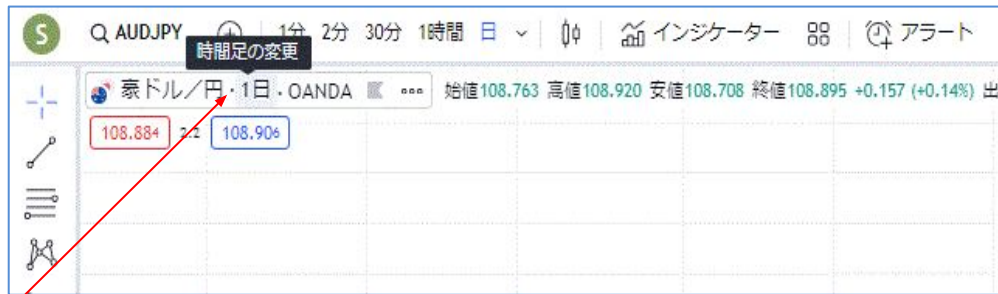 S AUDJPY 1分 2分 30分 1時間 日 インジケーター アラート
時間足の変更
豪ドル／円・1日・OANDA 始値108.763 高値108.920 安値108.708 終値108.895 +0.157 (+0.14%) 出
108.884 2.2 108.906